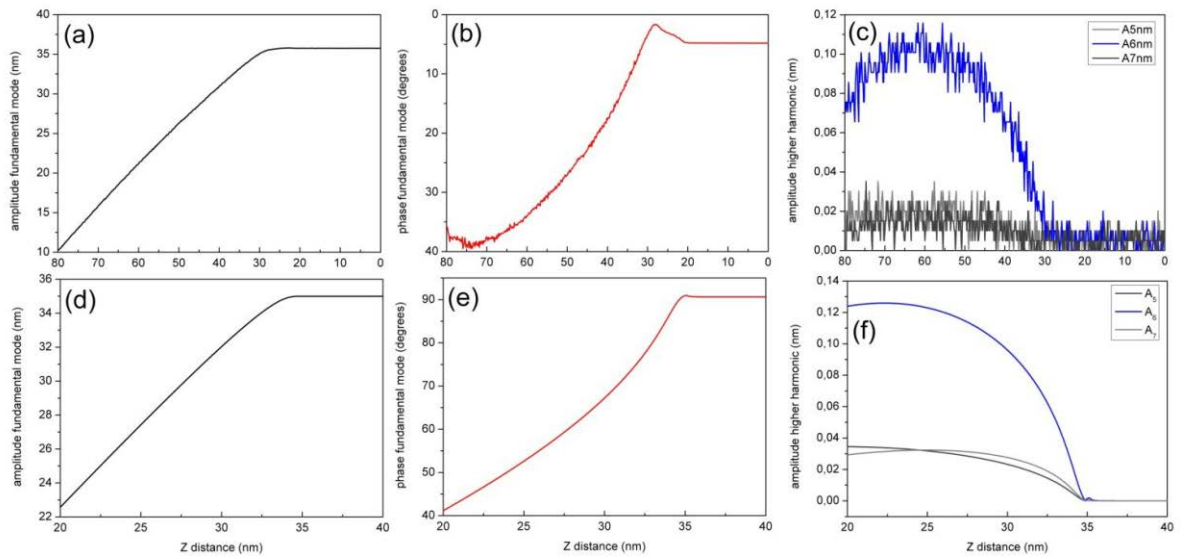 (a)
amplitude fundamental mode (nm)
40
35
30
25
20
15
10
80 70 60 50 40 30 20 10 0
(b)
phase fundamental mode (degrees)
0
5
10
15
20
25
30
35
40
80 70 60 50 40 30 20 10 0
(c)
amplitude higher harmonic (nm)
0,12
0,10
0,08
0,06
0,04
0,02
0,00
80 70 60 50 40 30 20 10 0
A5nm
A6nm
A7nm
(d)
amplitude fundamental mode (nm)
36
34
32
30
28
26
24
22
20 25 30 35 40
Z distance (nm)
(e)
phase fundamental mode (degrees)
90
80
70
60
50
40
20 25 30 35 40
Z distance (nm)
(f)
amplitude higher harmonic (nm)
0,14
0,12
0,10
0,08
0,06
0,04
0,02
0,00
20 25 30 35 40
Z distance (nm)
A5
A6
A7